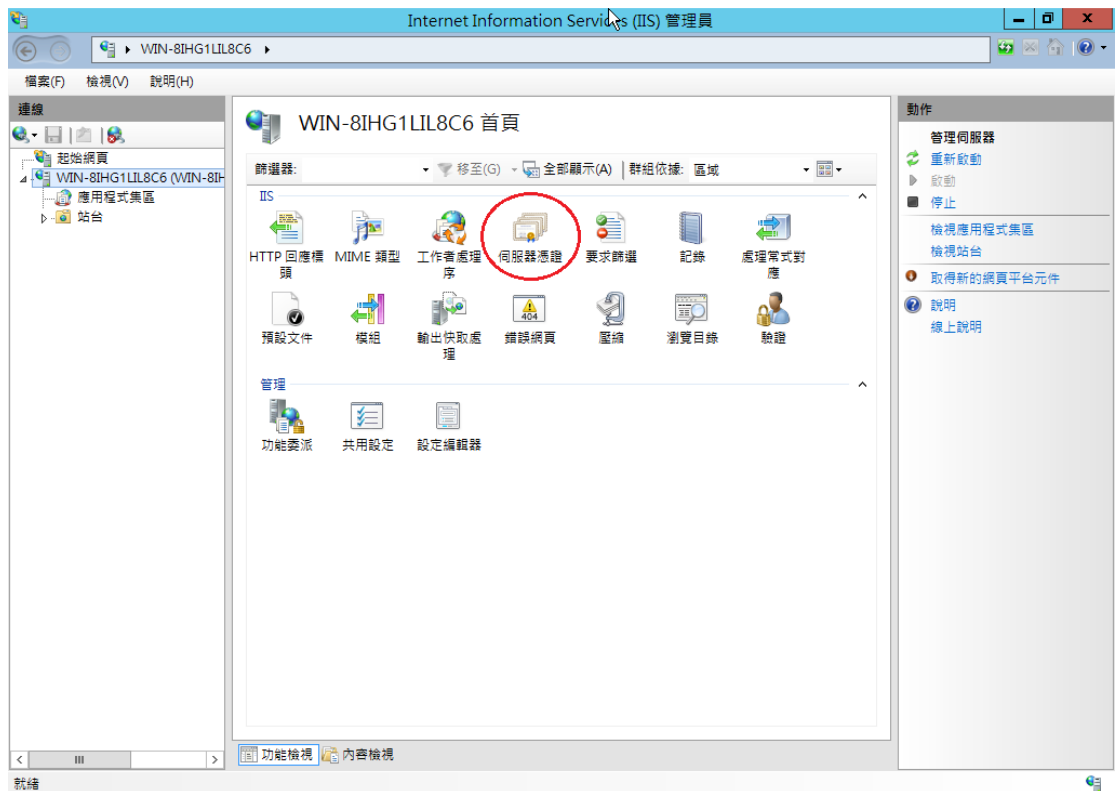 Internet Information Services (IIS) 管理員
WIN-8IHG1LIL8C6
檔案(F) 檢視(V) 說明(H)
連線
起始網頁
WIN-8IHG1LIL8C6 (WIN-8IH
應用程式集區
站台
WIN-8IHG1LIL8C6 首頁
篩選器: 移至(G) 全部顯示(A) 群組依據: 區域
IIS
HTTP 回應標
頭
MIME 類型
工作者處理
序
伺服器憑證
要求篩選
記錄
處理常式對
應
預設文件
模組
輸出快取處
理
404
錯誤網頁
壓縮
瀏覽目錄
驗證
管理
功能委派
共用設定
設定編輯器
功能檢視 內容檢視
動作
管理伺服器
重新啟動
啟動
停止
檢視應用程式集區
檢視站台
取得新的網頁平台元件
說明
線上說明
就緒